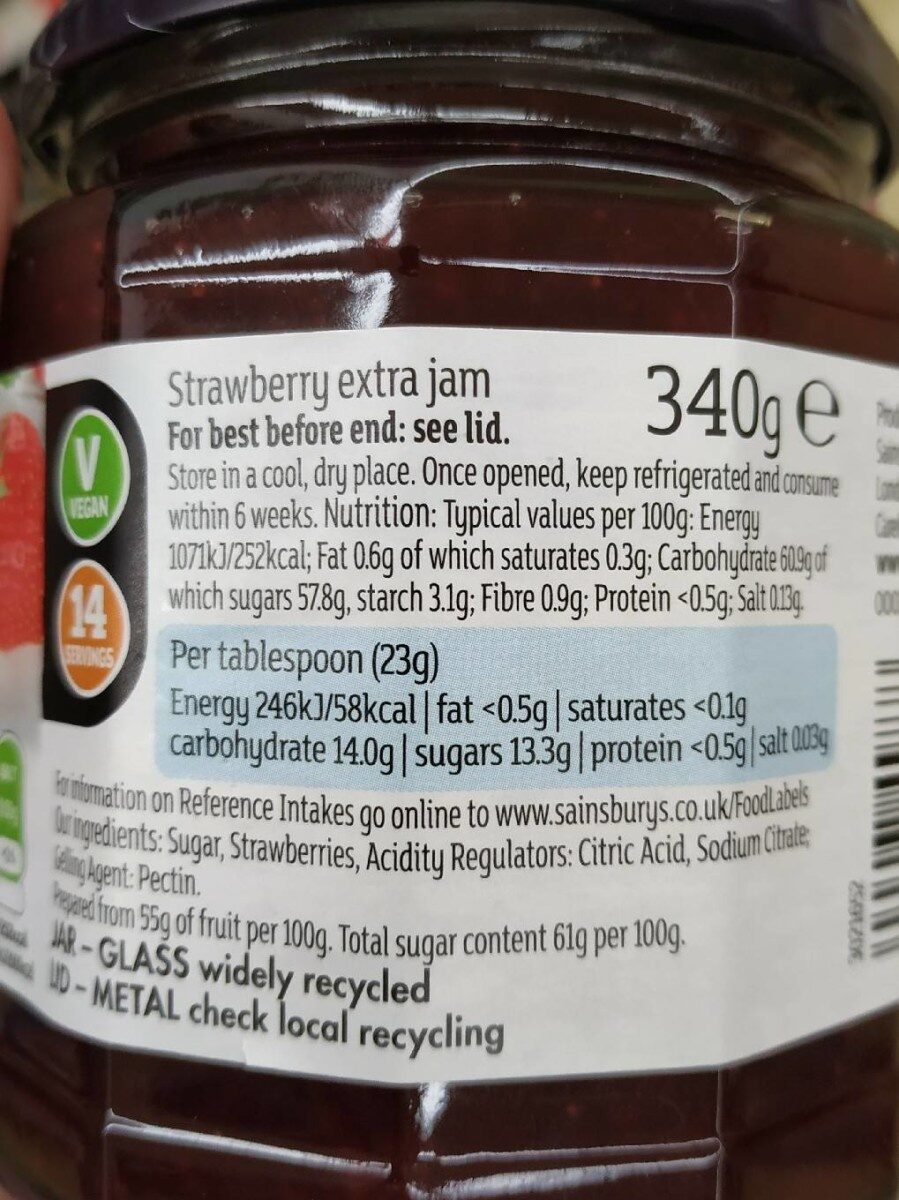 Strawberry extra jam
340g e
For best before end: see lid.
Store in a cool, dry place. Once opened, keep refrigerated and consume
within 6 weeks. Nutrition: Typical values per 100g: Energy
1071kJ/252kcal; Fat 0.6g of which saturates 0.3g; Carbohydrate 60.9g of
which sugars 57.8g, starch 3.1g; Fibre 0.9g; Protein <0.5g; Salt 0.13g.
V
VEGAN
14
SERVINGS
Per tablespoon (23g)
Energy 246kJ/58kcal | fat <0.5g | saturates <0.1g
carbohydrate 14.0g | sugars 13.3g | protein <0.5g | salt 0.03g
For information on Reference Intakes go online to www.sainsburys.co.uk/FoodLabels
Our ingredients: Sugar, Strawberries, Acidity Regulators: Citric Acid, Sodium Citrate;
Gelling Agent: Pectin.
Prepared from 55g of fruit per 100g. Total sugar content 61g per 100g.
JAR - GLASS widely recycled
LID - METAL check local recycling